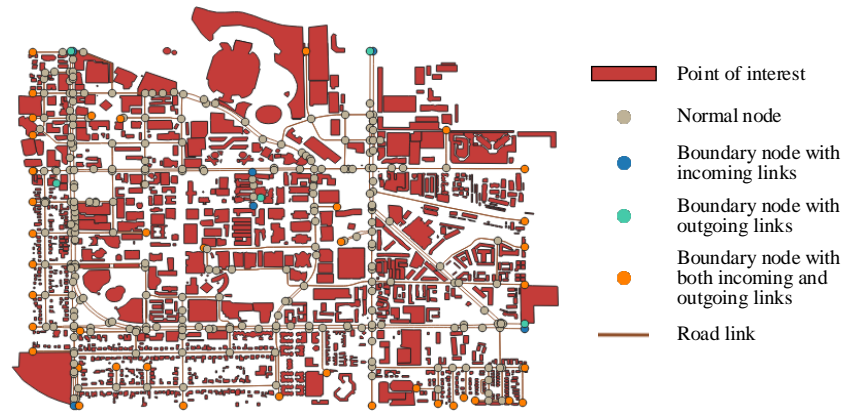 Point of interest
Normal node
Boundary node with
incoming links
Boundary node with
outgoing links
Boundary node with
both incoming and
outgoing links
Road link